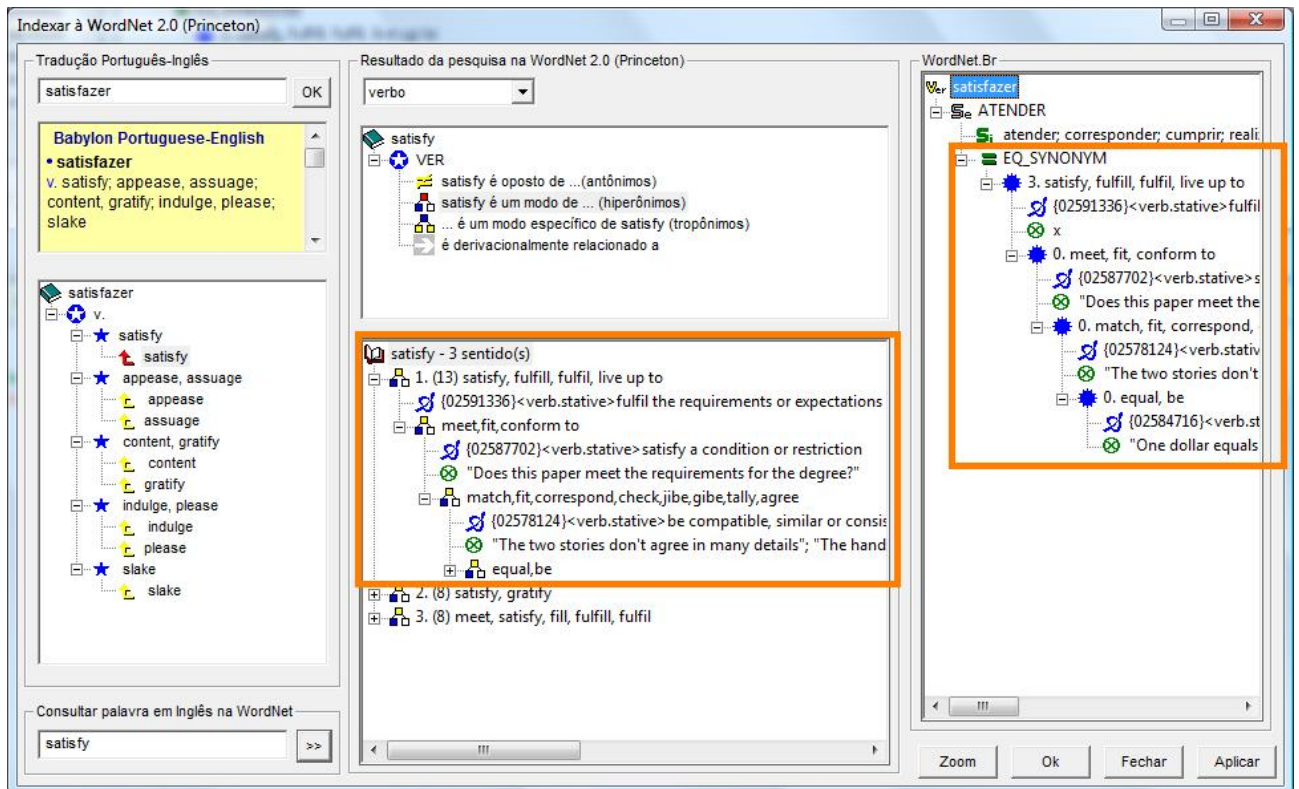 Indexar à WordNet 2.0 (Princeton)
Tradução Português-Inglês
satisfazer
OK
Babylon Portuguese-English
• satisfazer
v. satisfy; appease, assuage;
content, gratify; indulge, please;
slake
satisfazer
v.
satisfy
satisfy
appease, assuage
appease
assuage
content, gratify
content
gratify
indulge, please
indulge
please
slake
slake
Consultar palavra em Inglês na WordNet
satisfy
>>
Resultado da pesquisa na WordNet 2.0 (Princeton)
verbo
satisfy
VER
satisfy é oposto de ...(antônimos)
satisfy é um modo de ... (hiperônimos)
... é um modo específico de satisfy (tropônimos)
é derivacionalmente relacionado a
satisfy - 3 sentido(s)
1. (13) satisfy, fulfill, fulfil, live up to
{02591336}<verb.stative>fulfil the requirements or expectations
meet,fit,conform to
{02587702}<verb.stative>satisfy a condition or restriction
"Does this paper meet the requirements for the degree?"
match,fit,correspond,check,jibe,gibe,tally,agree
{02578124}<verb.stative>be compatible, similar or consis
"The two stories don't agree in many details"; "The hand
equal,be
2. (8) satisfy, gratify
3. (8) meet, satisfy, fill, fulfill, fulfil
WordNet.Br
Ver satisfazer
Se ATENDER
Si atender; corresponder; cumprir; reali
EQ_SYNONYM
3. satisfy, fulfill, fulfil, live up to
{02591336}<verb.stative>fulfil
x
0. meet, fit, conform to
{02587702}<verb.stative>s
"Does this paper meet the
0. match, fit, correspond,
{02578124}<verb.stativ
"The two stories don't
0. equal, be
{02584716}<verb.st
"One dollar equals
Zoom
Ok
Fechar
Aplicar